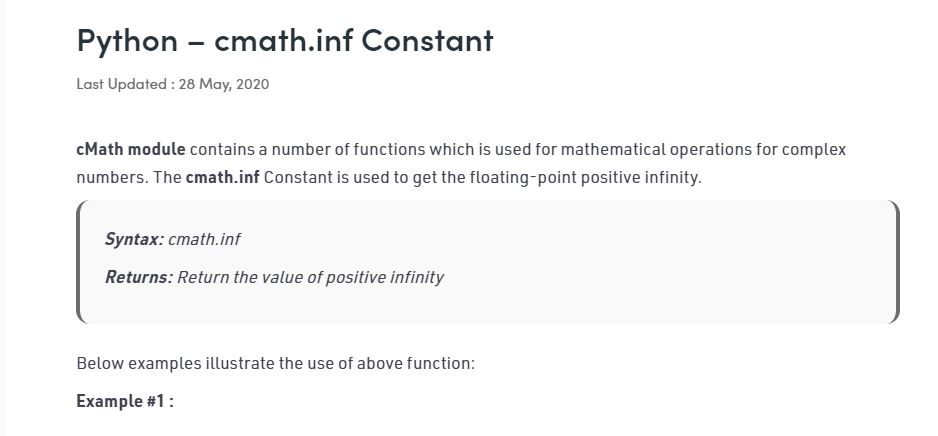 Python – cmath.inf Constant
Last Updated : 28 May, 2020
cMath module contains a number of functions which is used for mathematical operations for complex
numbers. The cmath.inf Constant is used to get the floating-point positive infinity.
Syntax: cmath.inf
Returns: Return the value of positive infinity
Below examples illustrate the use of above function:
Example #1 :